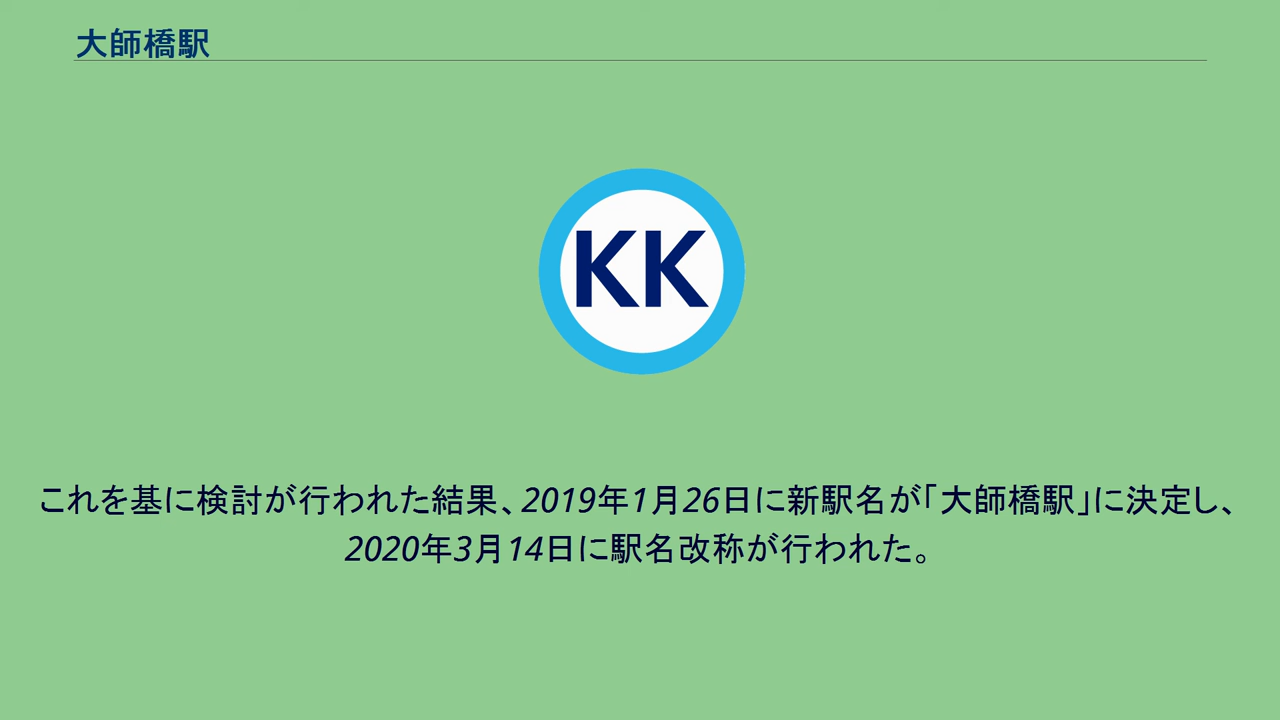 大師橋駅
KK
これを基に検討が行われた結果、2019年1月26日に新駅名が「大師橋駅」に決定し、
2020年3月14日に駅名改称が行われた。